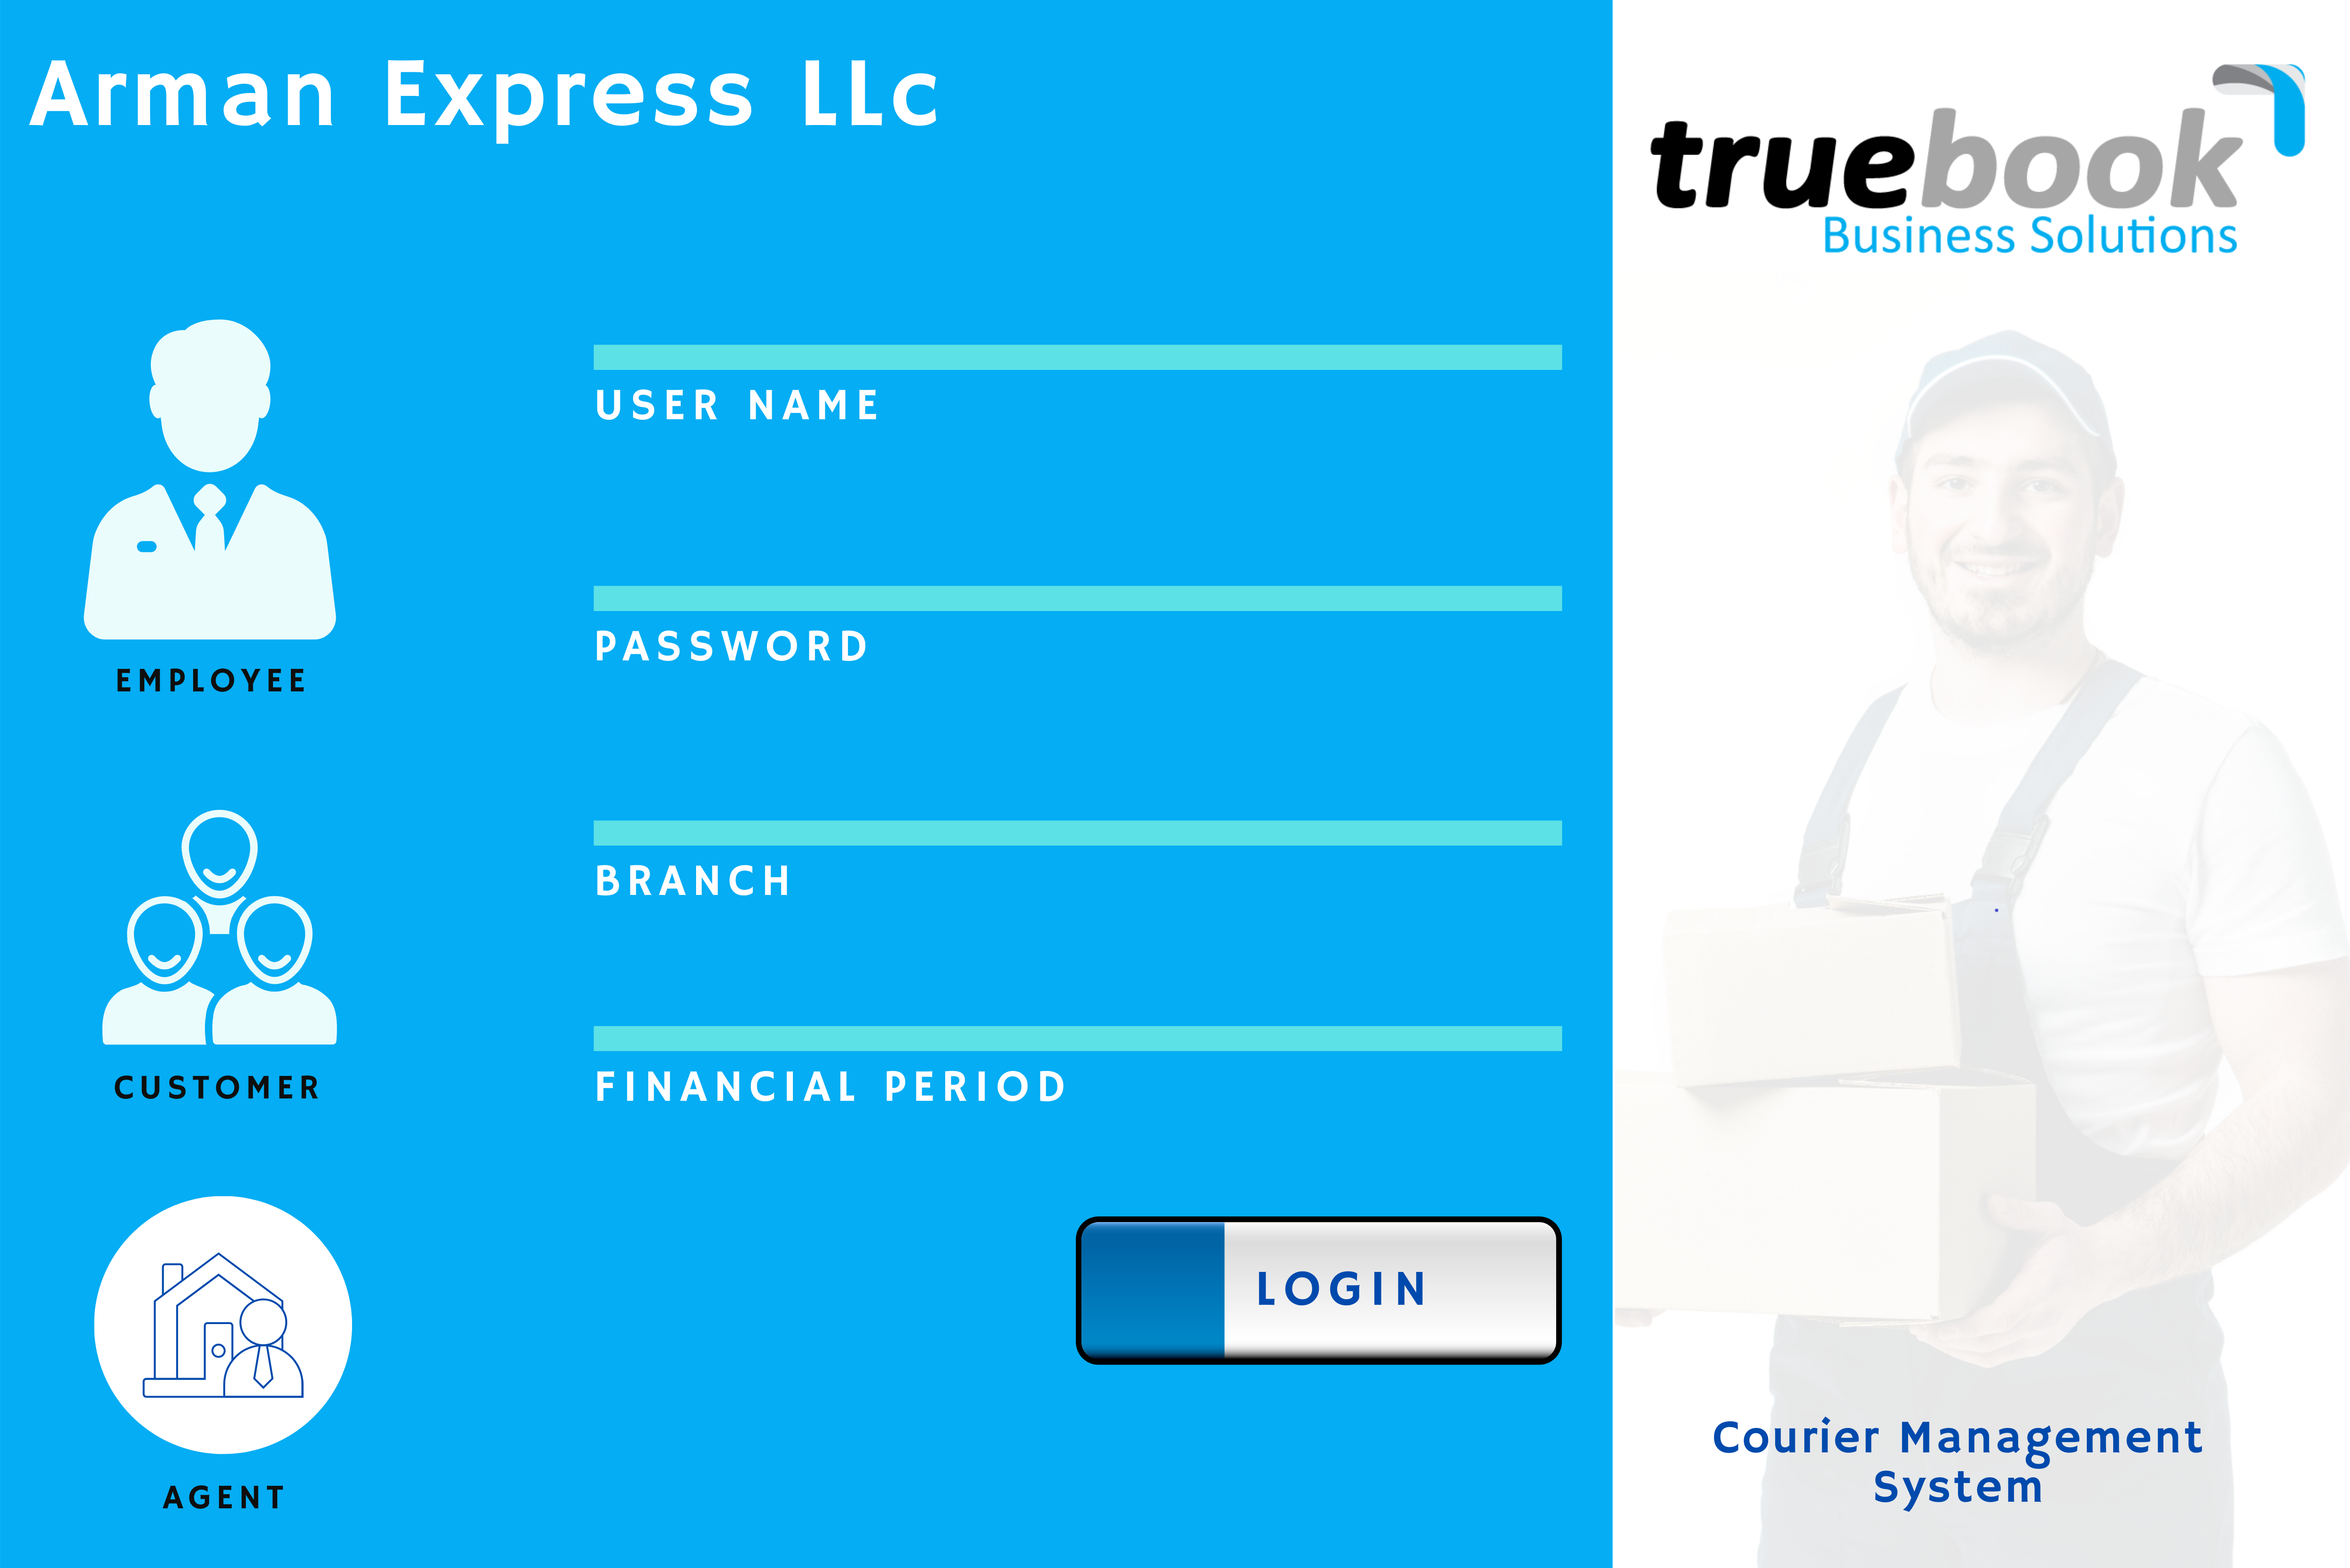 Arman Express LLc
truebook
Business Solutions
USER NAME
PASSWORD
EMPLOYEE
BRANCH
CUSTOMER
FINANCIAL PERIOD
LOGIN
AGENT
Courier Management
System